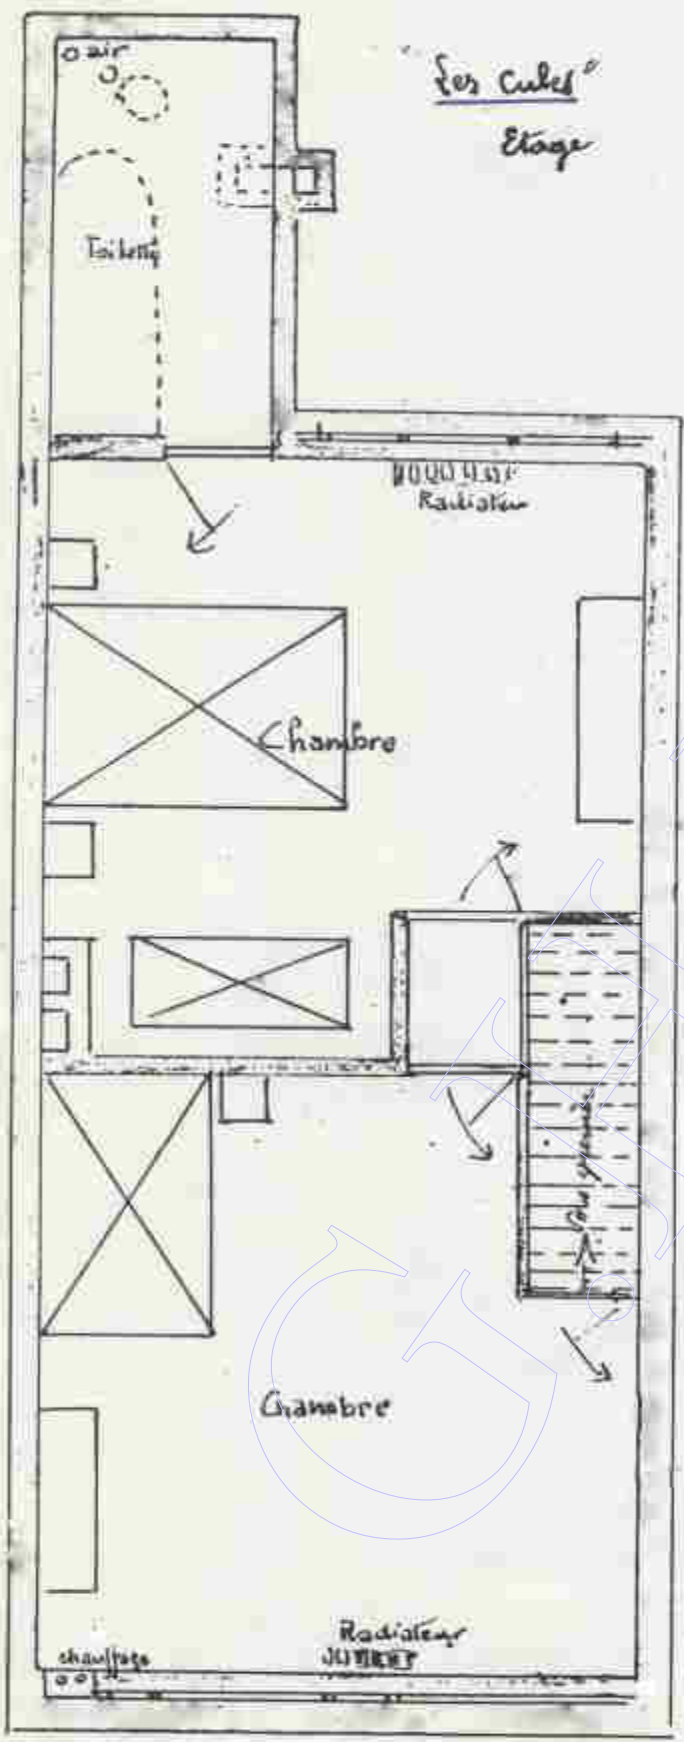 "Les Cubes"
Etage
air
Toilette
Radiateur
Chambre
Chambre
Radiateur
chauffage